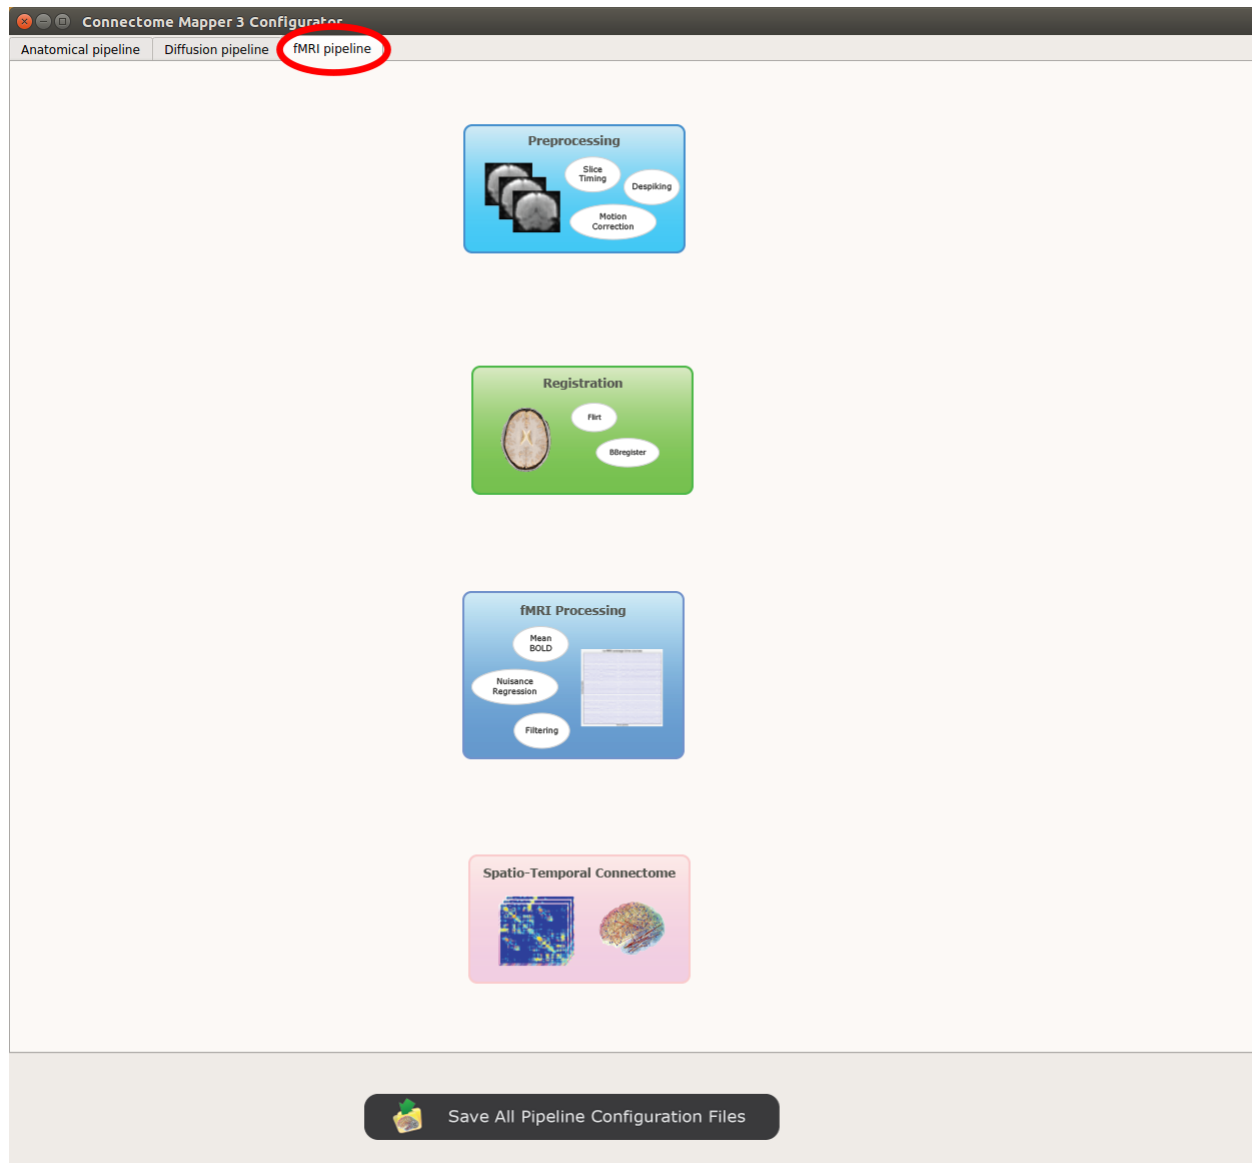 Connectome Mapper 3 Configurator
Anatomical pipeline
Diffusion pipeline
fMRI pipeline
Preprocessing
Slice
Timing
Despiking
Motion
Correction
Registration
Flirt
BBregister
fMRI Processing
Mean
BOLD
Nuisance
Regression
Filtering
Spatio-Temporal Connectome
Save All Pipeline Configuration Files